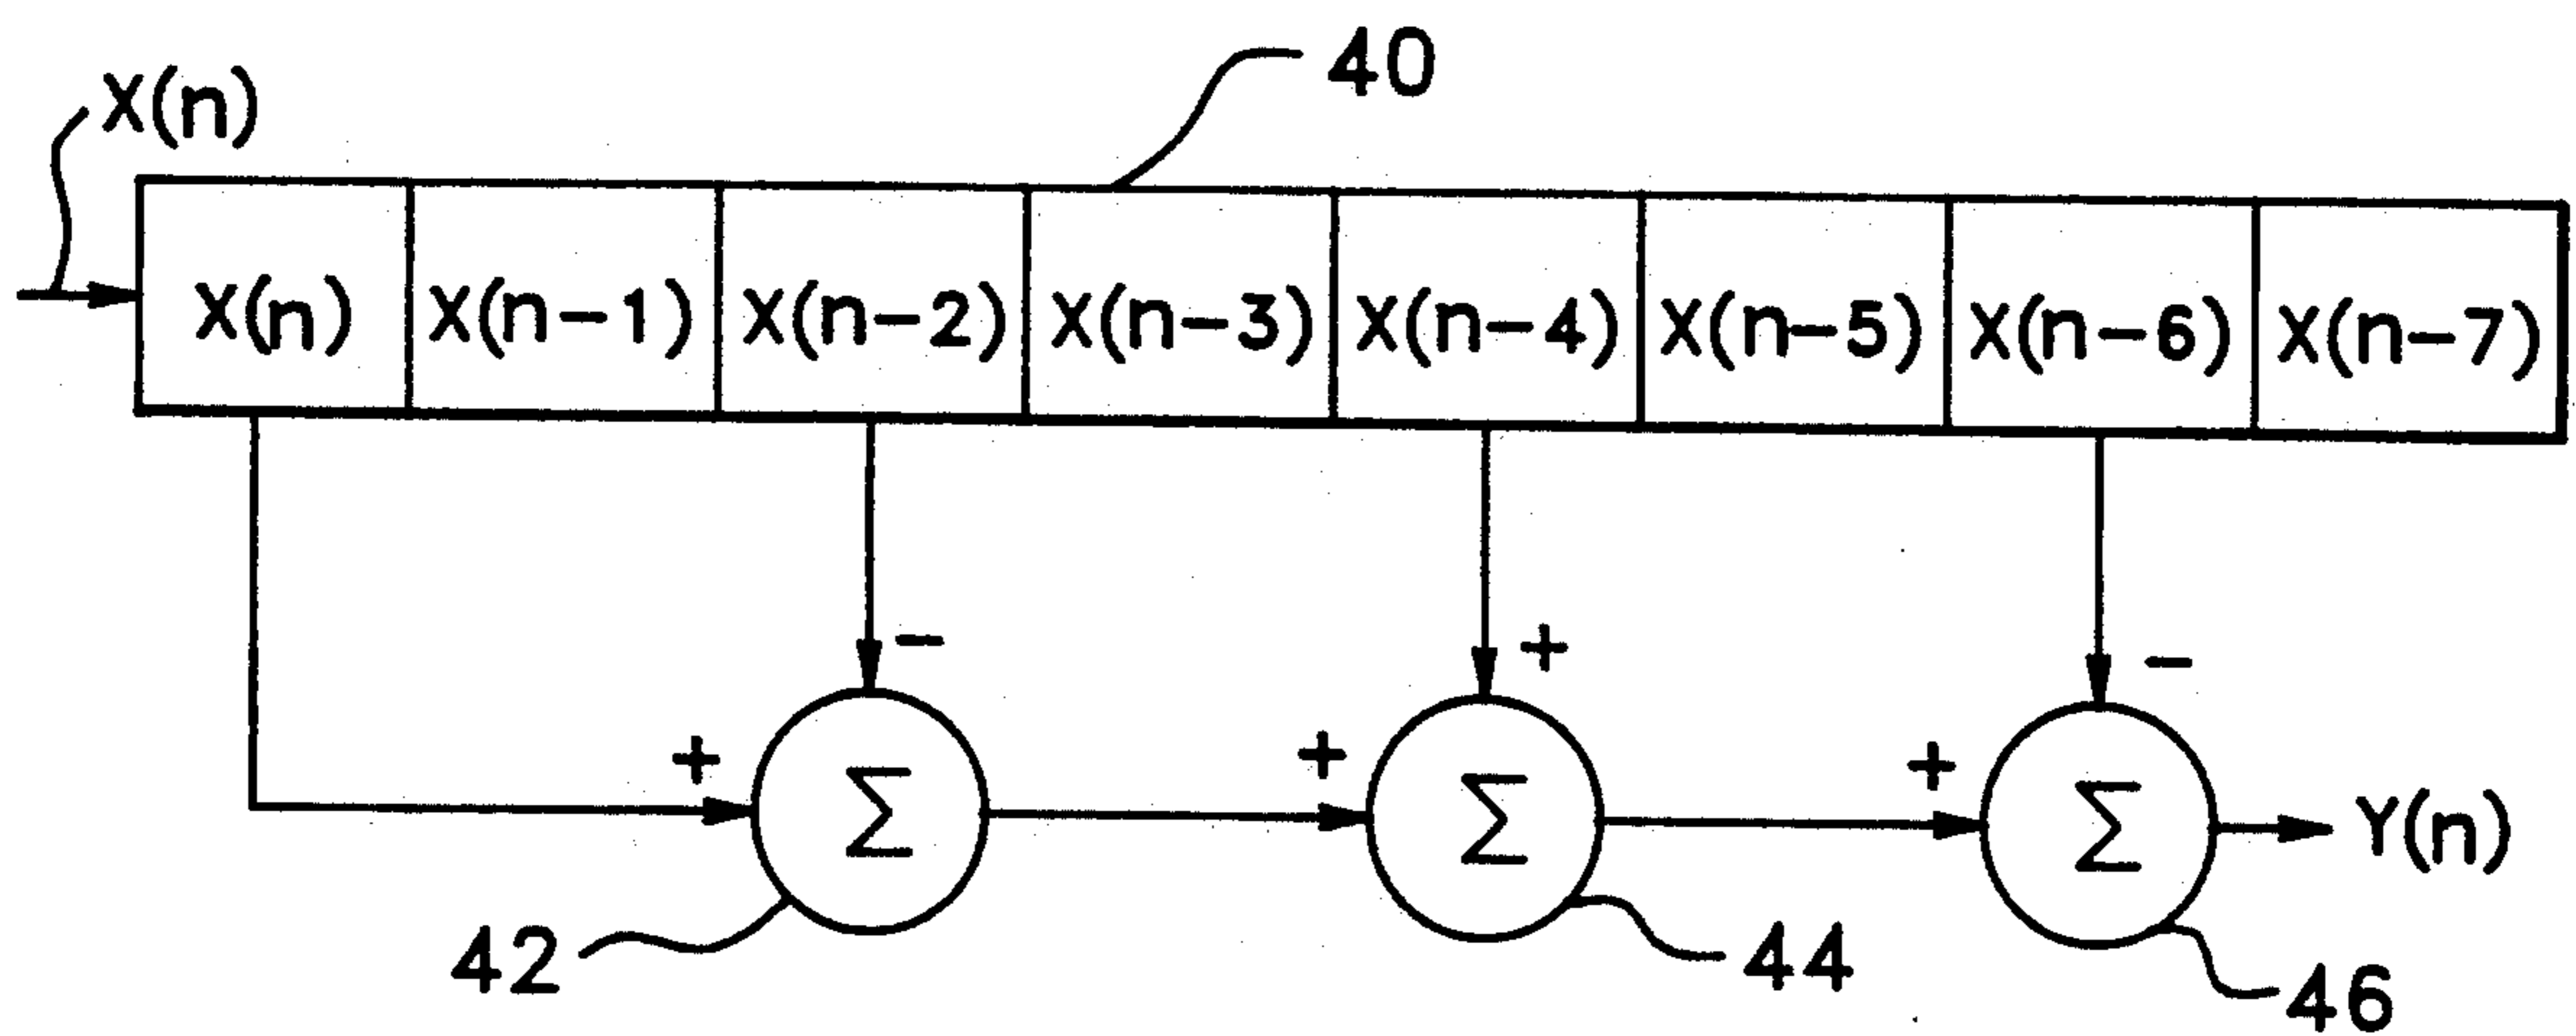 40
X(n)
X(n) X(n-1) X(n-2) X(n-3) X(n-4) X(n-5) X(n-6) X(n-7)
- + -
+ + +
Σ Σ Σ Y(n)
42 44 46